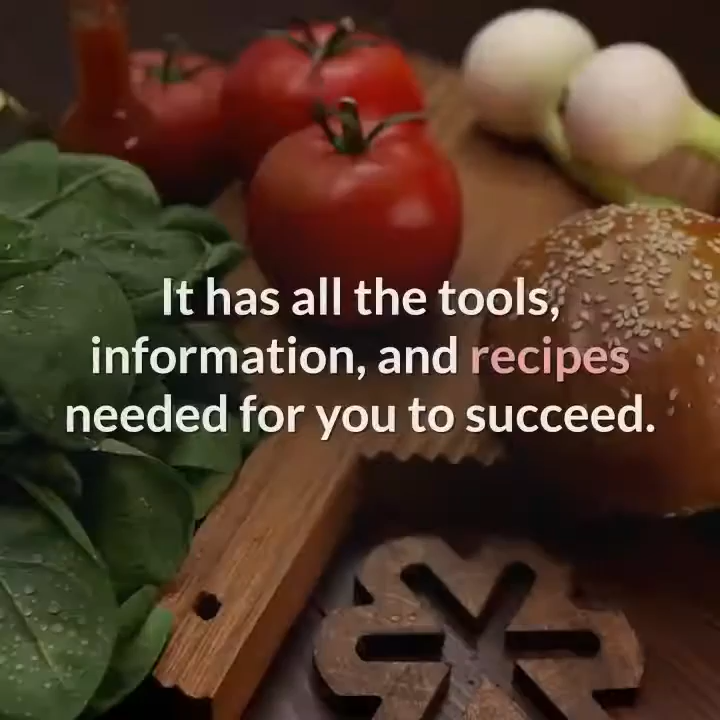 It has all the tools,
information, and recipes
needed for you to succeed.